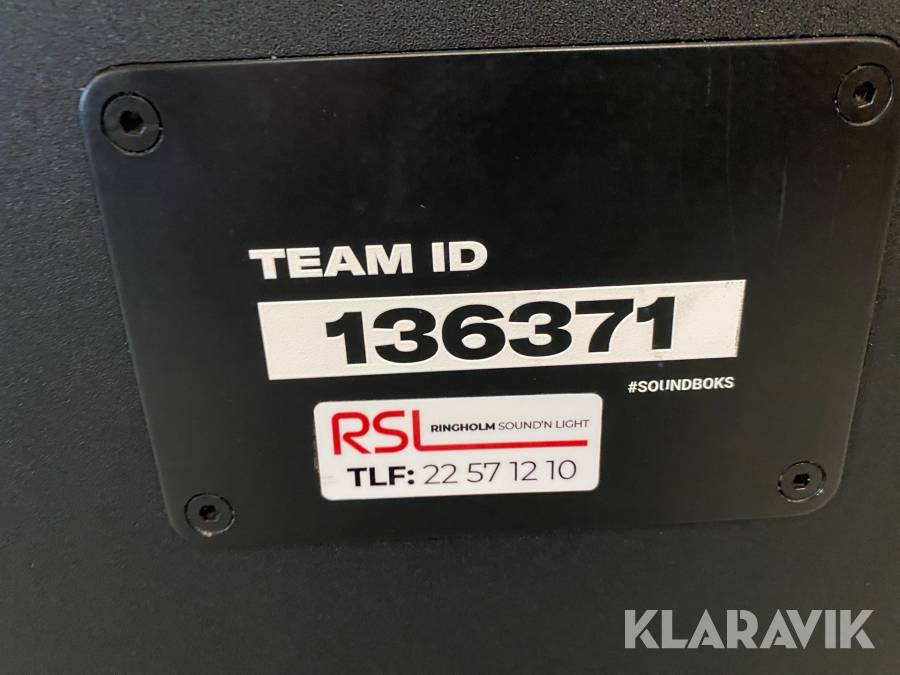 TEAM ID
136371
#SOUNDBOKS
RSL RINGHOLM SOUND'N LIGHT
TLF: 22 57 12 10
KLARAVIK